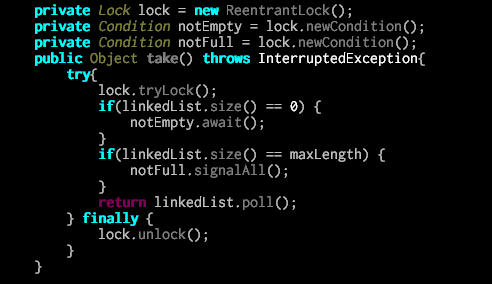 private Lock lock = new ReentrantLock();
private Condition notEmpty = lock.newCondition();
private Condition notFull = lock.newCondition();
public Object take() throws InterruptedException{
try{
lock.tryLock();
if(linkedList.size() == 0) {
notEmpty.await();
}
if(linkedList.size() == maxLength) {
notFull.signalAll();
}
return linkedList.poll();
} finally {
lock.unlock();
}
}